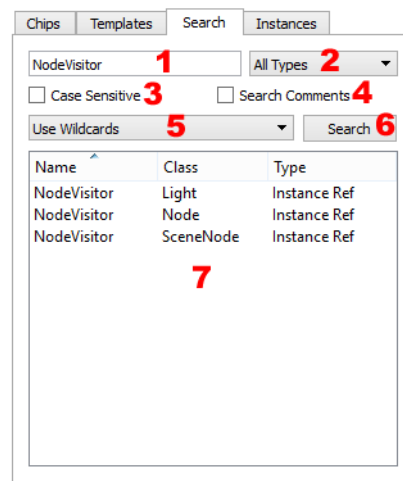 Chips Templates Search Instances
NodeVisitor 1 All Types 2
Case Sensitive 3 Search Comments 4
Use Wildcards 5 Search 6
Name Class Type
NodeVisitor Light Instance Ref
NodeVisitor Node Instance Ref
NodeVisitor SceneNode Instance Ref
7